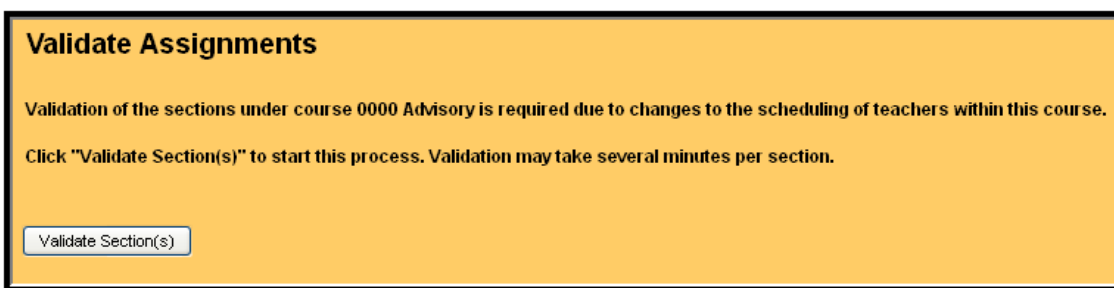 Validate Assignments
Validation of the sections under course 0000 Advisory is required due to changes to the scheduling of teachers within this course.
Click "Validate Section(s)" to start this process. Validation may take several minutes per section.
Validate Section(s)